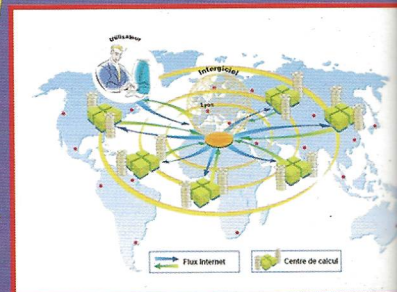 Utilisateur
Intergiciel
Lyon
Flux Internet
Centre de calcul